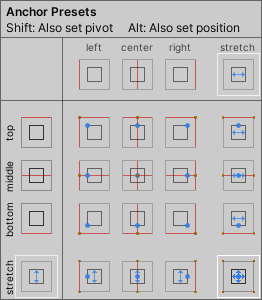 Anchor Presets
Shift: Also set pivot Alt: Also set position
left center right stretch
top
middle
bottom
stretch